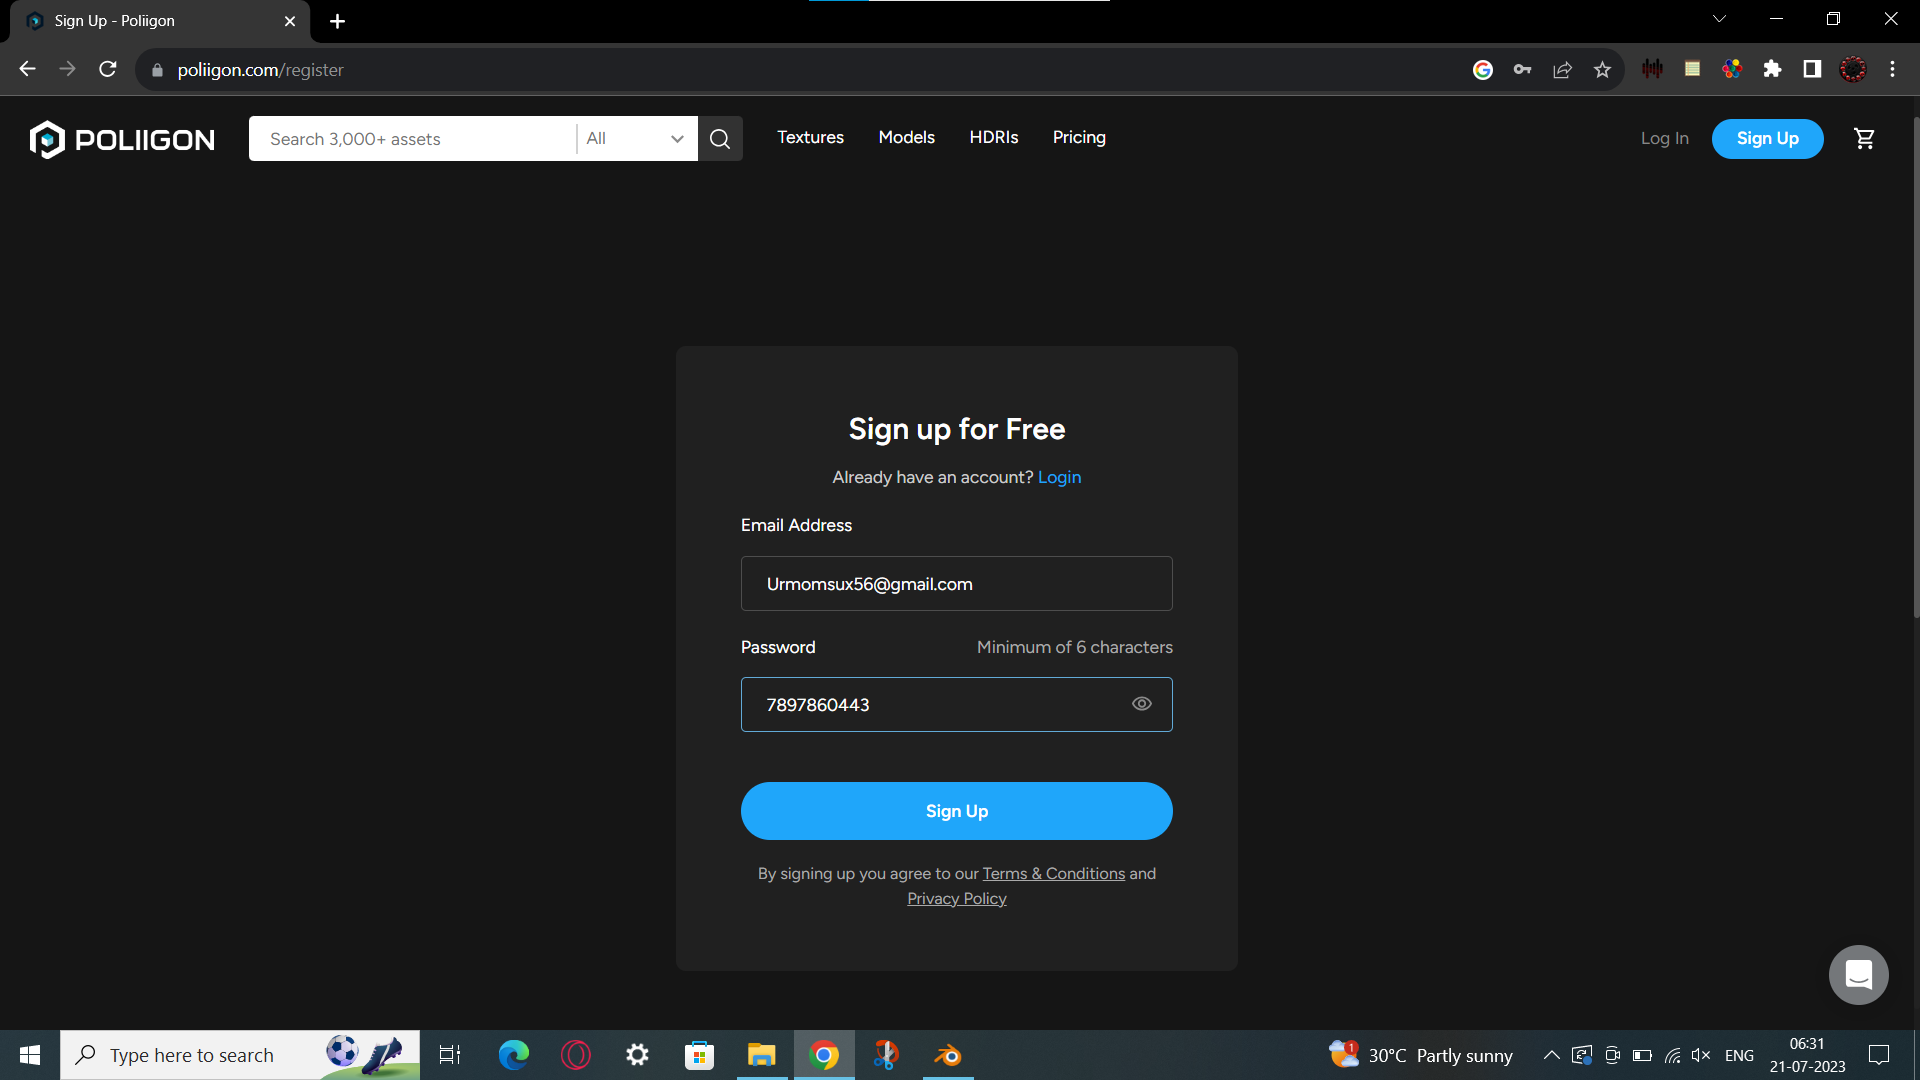 Sign Up - Poliigon
poliigon.com/register
POLIIGON
Search 3,000+ assets
All
Textures
Models
HDRIs
Pricing
Log In
Sign Up
Sign up for Free
Already have an account? Login
Email Address
Urmomsux56@gmail.com
Password
Minimum of 6 characters
7897860443
Sign Up
By signing up you agree to our Terms & Conditions and
Privacy Policy
Type here to search
1
30°C Partly sunny
ENG
06:31
21-07-2023